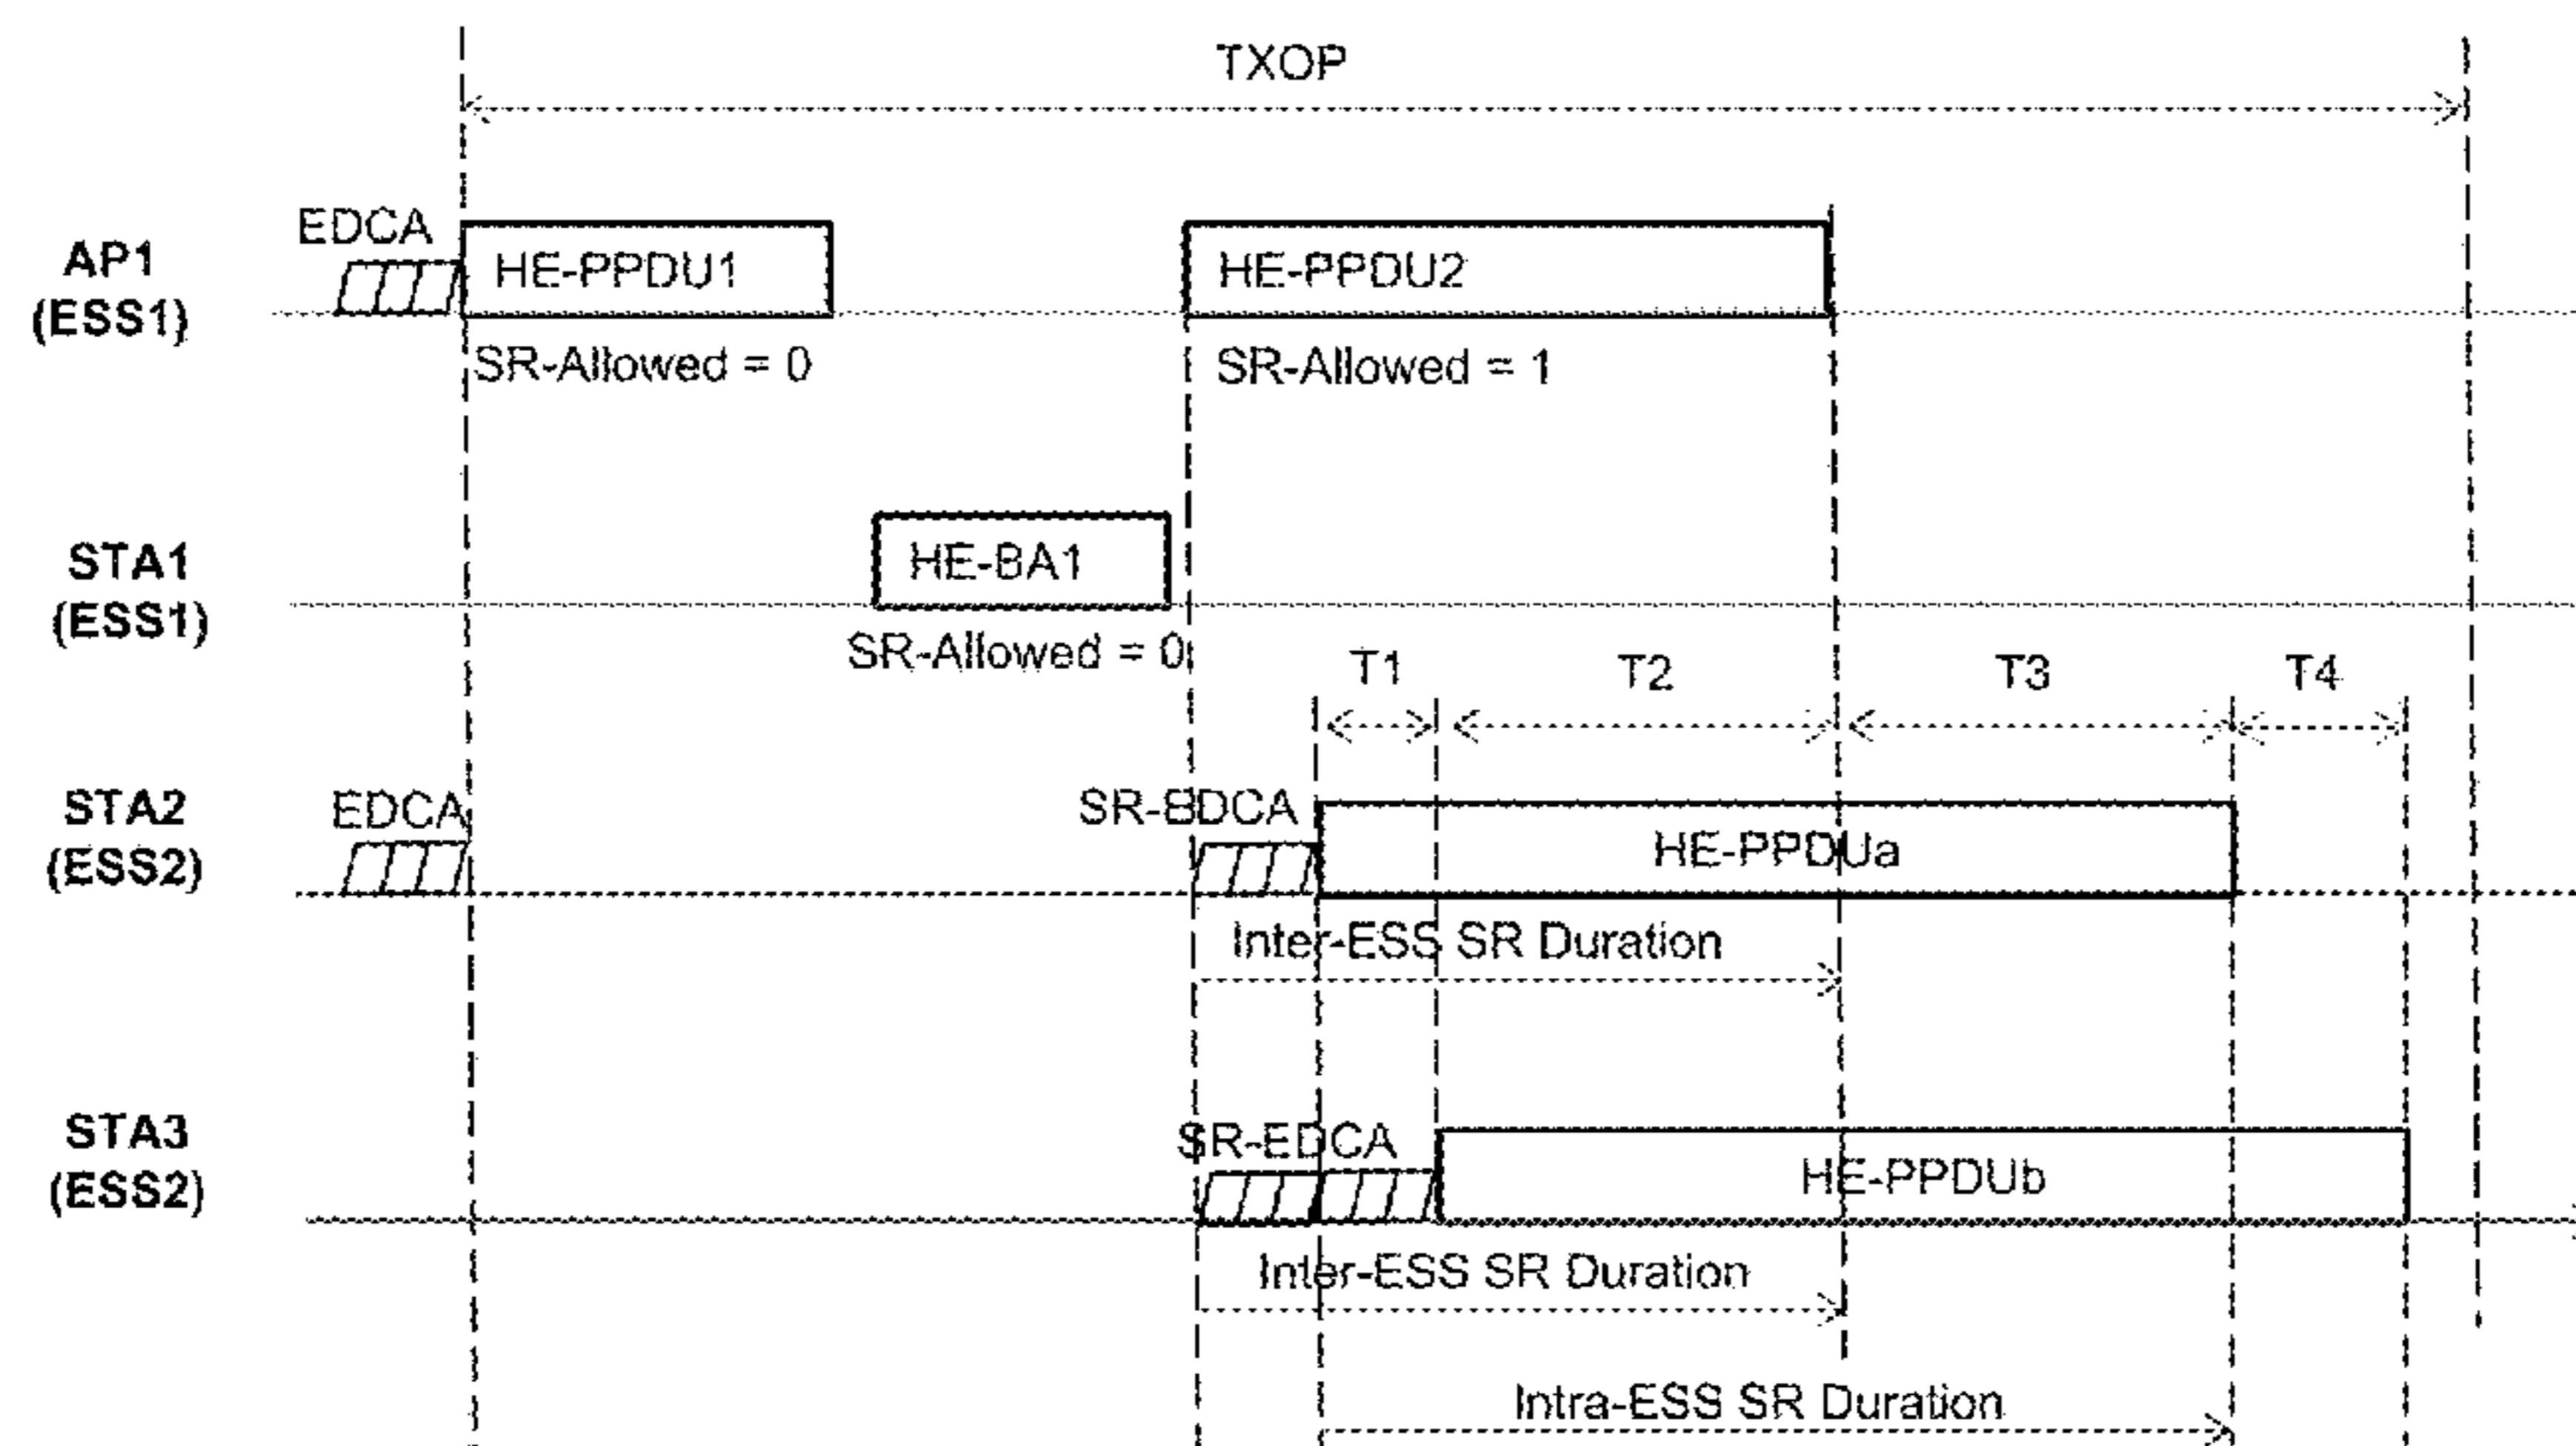 TXOP
EDCA
AP1
(ESS1)
HE-PPDU1
HE-PPDU2
SR-Allowed = 0
SR-Allowed = 1
STA1
(ESS1)
HE-BA1
SR-Allowed = 0
T1
T2
T3
T4
STA2
(ESS2)
EDCA
SR-EDCA
HE-PPDUa
Inter-ESS SR Duration
STA3
(ESS2)
SR-EDCA
HE-PPDUb
Inter-ESS SR Duration
Intra-ESS SR Duration